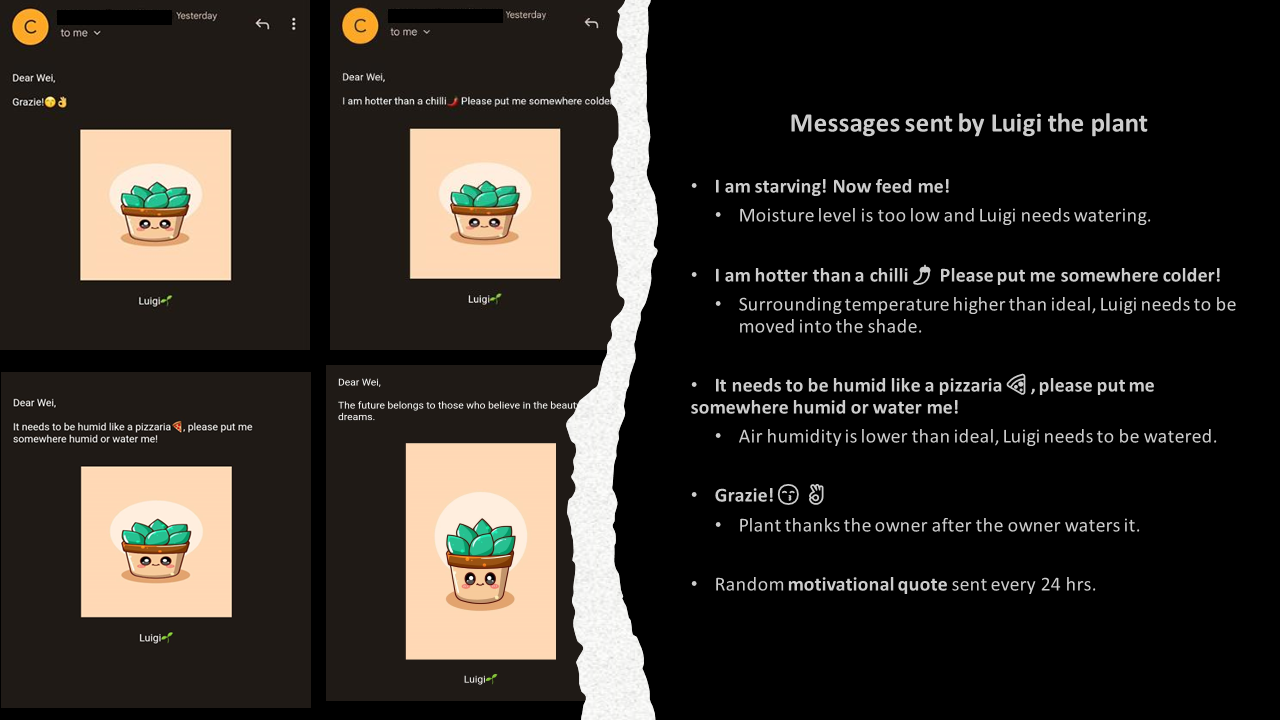 C
Yesterday
to me
Dear Wei,
Grazie!😙👌
Luigi🌱
C
Yesterday
to me
Dear Wei,
I am hotter than a chilli🌶️ Please put me somewhere colder
Luigi🌱
Dear Wei,
It needs to be humid like a pizzaria🍕, please put me
somewhere humid or water me!
Luigi🌱
Dear Wei,
The future belongs to those who believe in the
dreams.
Luigi🌱
Messages sent by Luigi the plant
• I am starving! Now feed me!
Moisture level is too low and Luigi needs watering.
• I am hotter than a chilli 🌶 Please put me somewhere colder!
• Surrounding temperature higher than ideal, Luigi needs to be
moved into the shade.
• It needs to be humid like a pizzaria 🍕 , please put me
somewhere humid or water me!
• Air humidity is lower than ideal, Luigi needs to be watered.
• Grazie! 😙 👌
• Plant thanks the owner after the owner waters it.
• Random motivational quote sent every 24 hrs.